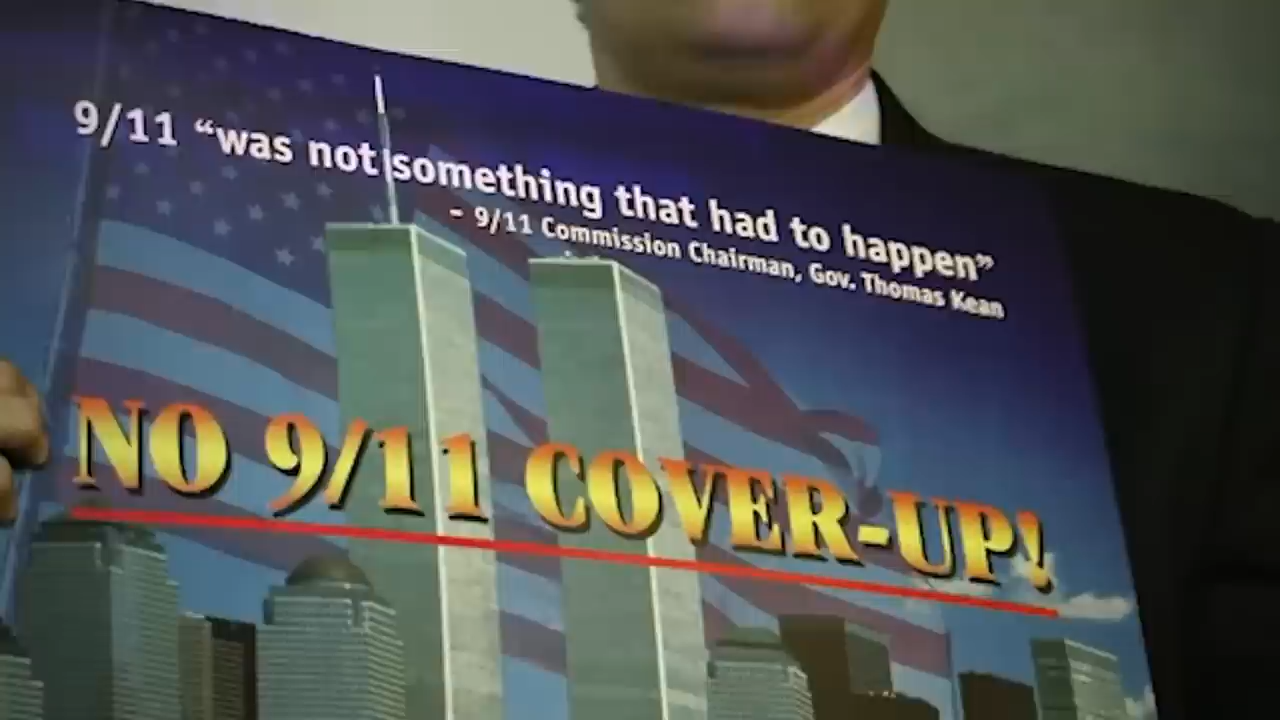 9/11 “was not something that had to happen”
- 9/11 Commission Chairman, Gov. Thomas Kean
NO 9/11 COVER-UP!